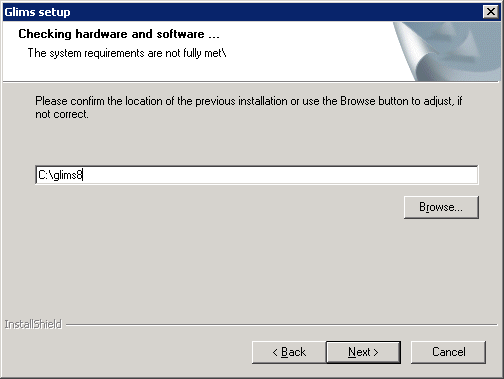 Glims setup
Checking hardware and software ...
The system requirements are not fully met\
Please confirm the location of the previous installation or use the Browse button to adjust, if
not correct.
C:\glims8
Browse...
InstallShield
< Back
Next >
Cancel